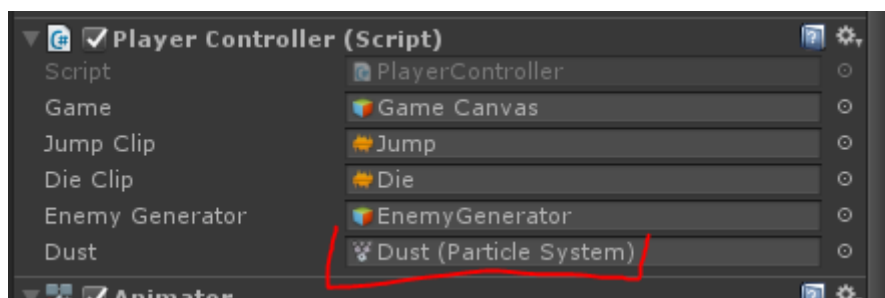 Player Controller (Script)
Script PlayerController
Game Game Canvas
Jump Clip Jump
Die Clip Die
Enemy Generator EnemyGenerator
Dust Dust (Particle System)
Animator